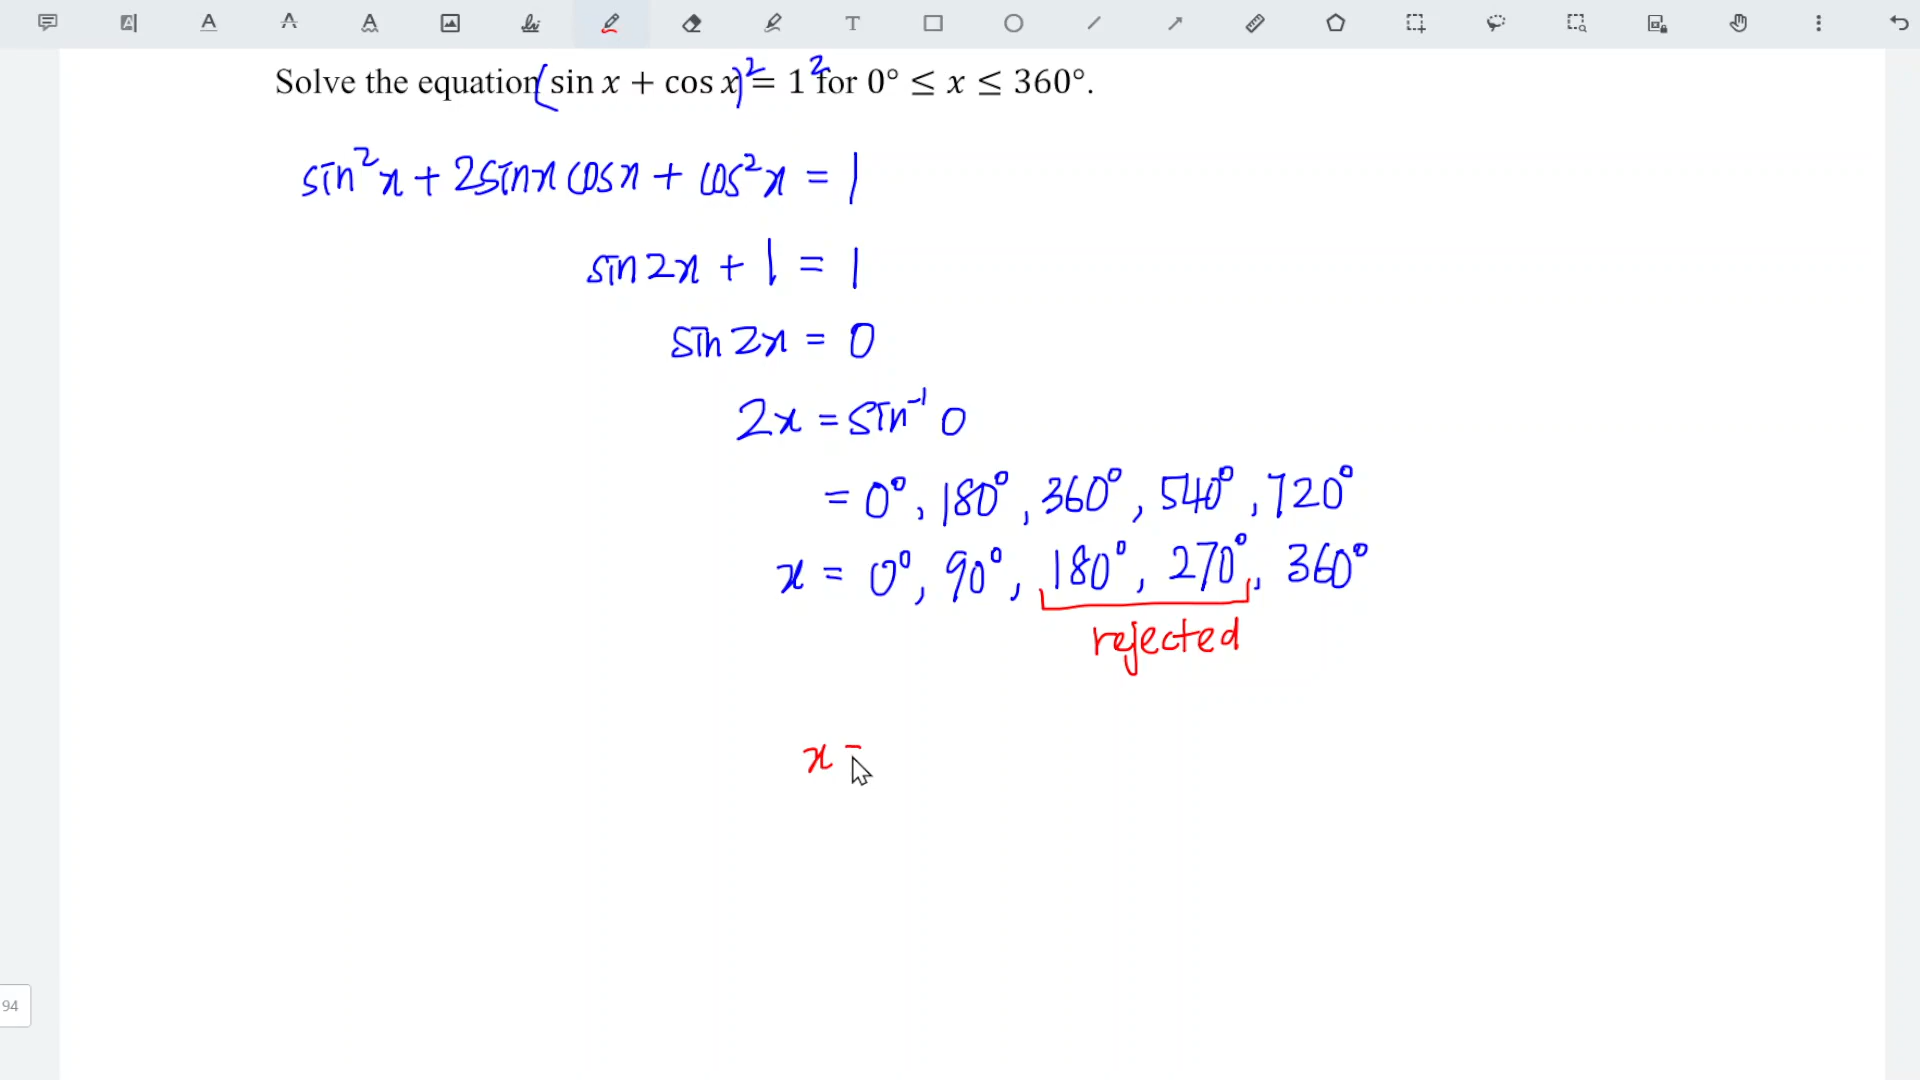 Solve the equation (sin x + cos x)² = 1² for 0° ≤ x ≤ 360°.
sin²x + 2sinx cosx + cos²x = 1
sin2x + 1 = 1
sin2x = 0
2x = sin⁻¹ 0
= 0°, 180°, 360°, 540°, 720°
x = 0°, 90°, 180°, 270°, 360°
rejected
x =
94